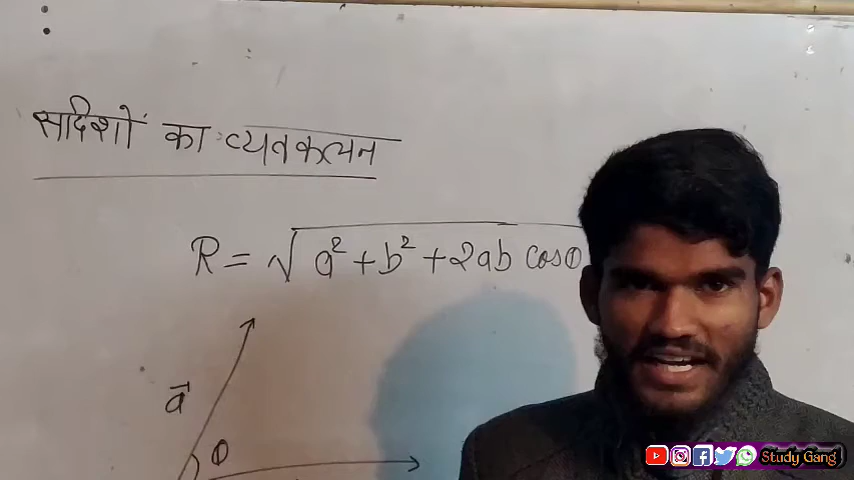 सदिशों का व्यवकलन
R = √a² + b² + 2ab cosθ
a⃗
θ
Study Gang